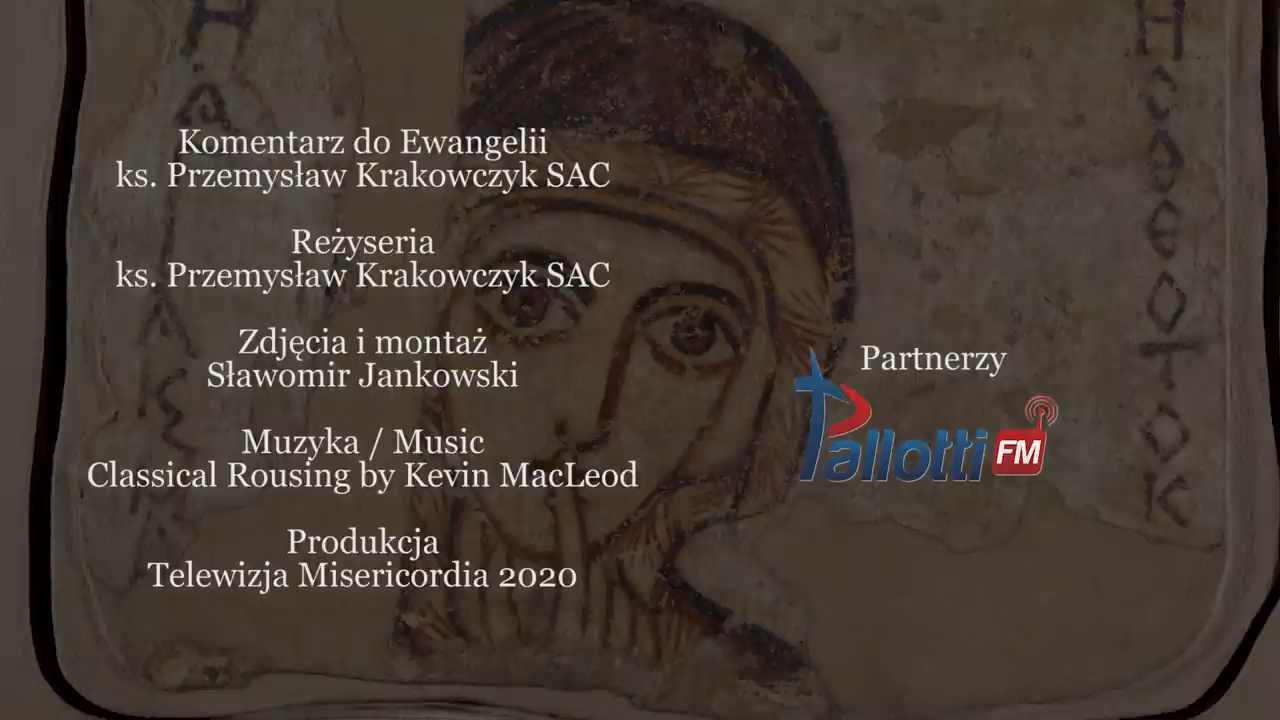 Komentarz do Ewangelii
ks. Przemysław Krakowczyk SAC
Reżyseria
ks. Przemysław Krakowczyk SAC
Zdjęcia i montaż
Sławomir Jankowski
Muzyka / Music
Classical Rousing by Kevin MacLeod
Produkcja
Telewizja Misericordia 2020
Partnerzy
Pallotti FM